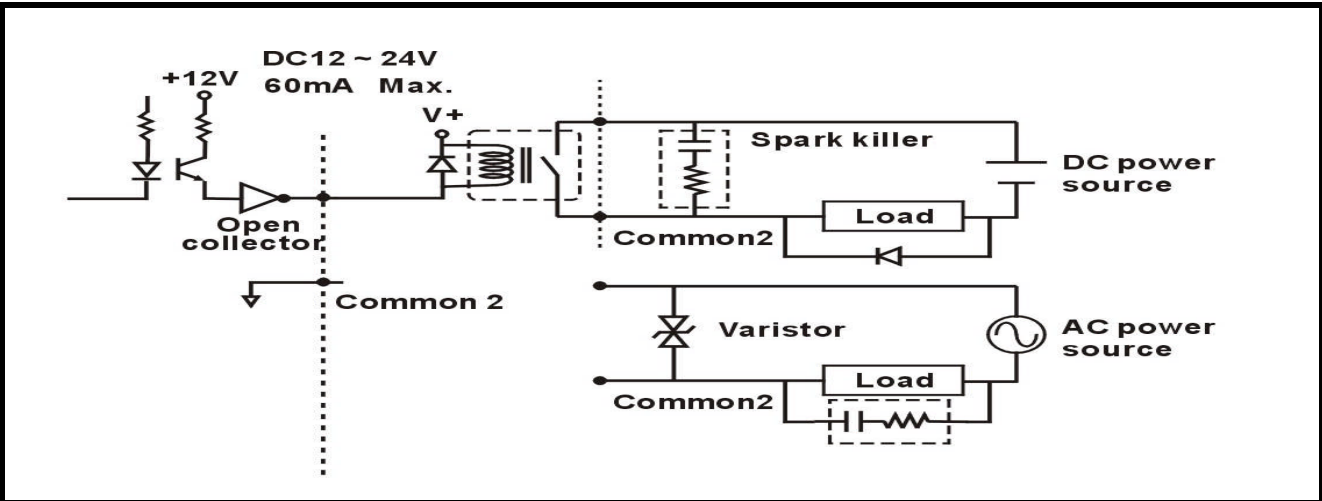 DC12 ~ 24V
+12V
60mA Max.
V+
Spark killer
DC power
source
Load
Open
collector
Common2
Common 2
Varistor
AC power
source
Load
Common2